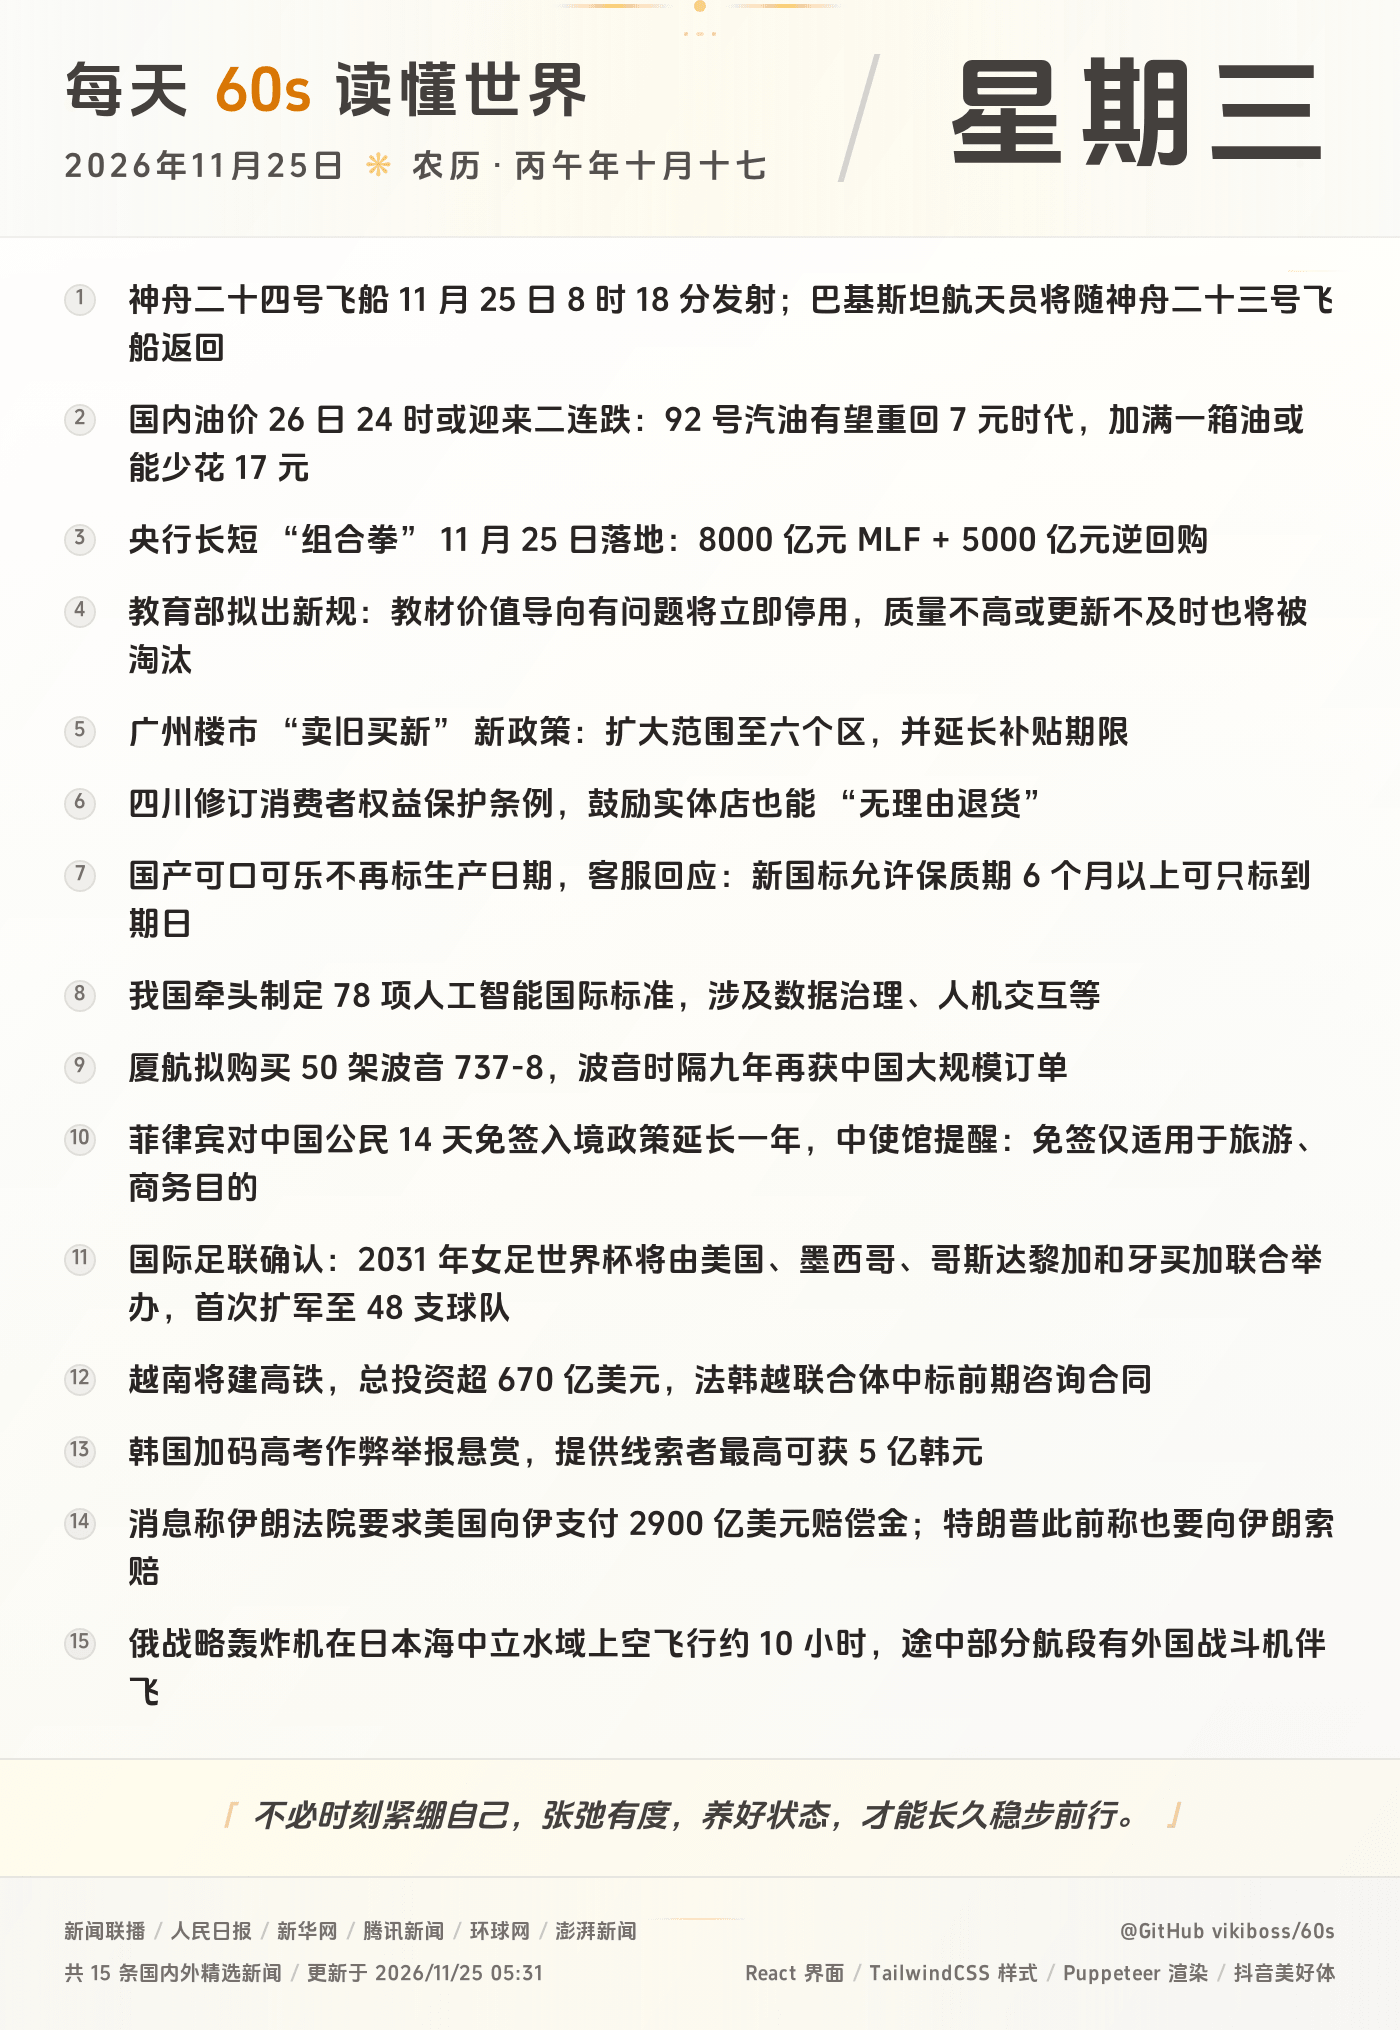 每天 60s 读懂世界
2026年11月25日 ❋ 农历 · 丙午年十月十七
星期三
1 神舟二十四号飞船 11 月 25 日 8 时 18 分发射；巴基斯坦航天员将随神舟二十三号飞
船返回
2 国内油价 26 日 24 时或迎来二连跌：92 号汽油有望重回 7 元时代，加满一箱油或
能少花 17 元
3 央行长短 “组合拳” 11 月 25 日落地：8000 亿元 MLF + 5000 亿元逆回购
4 教育部拟出新规：教材价值导向有问题将立即停用，质量不高或更新不及时也将被
淘汰
5 广州楼市 “卖旧买新” 新政策：扩大范围至六个区，并延长补贴期限
6 四川修订消费者权益保护条例，鼓励实体店也能 “无理由退货”
7 国产可口可乐不再标生产日期，客服回应：新国标允许保质期 6 个月以上可只标到
期日
8 我国牵头制定 78 项人工智能国际标准，涉及数据治理、人机交互等
9 厦航拟购买 50 架波音 737-8，波音时隔九年再获中国大规模订单
10 菲律宾对中国公民 14 天免签入境政策延长一年，中使馆提醒：免签仅适用于旅游、
商务目的
11 国际足联确认：2031 年女足世界杯将由美国、墨西哥、哥斯达黎加和牙买加联合举
办，首次扩军至 48 支球队
12 越南将建高铁，总投资超 670 亿美元，法韩越联合体中标前期咨询合同
13 韩国加码高考作弊举报悬赏，提供线索者最高可获 5 亿韩元
14 消息称伊朗法院要求美国向伊支付 2900 亿美元赔偿金；特朗普此前称也要向伊朗索
赔
15 俄战略轰炸机在日本海中立水域上空飞行约 10 小时，途中部分航段有外国战斗机伴
飞
「 不必时刻紧绷自己，张弛有度，养好状态，才能长久稳步前行。 」
新闻联播 / 人民日报 / 新华网 / 腾讯新闻 / 环球网 / 澎湃新闻
@GitHub vikiboss/60s
共 15 条国内外精选新闻 / 更新于 2026/11/25 05:31
React 界面 / TailwindCSS 样式 / Puppeteer 渲染 / 抖音美好体